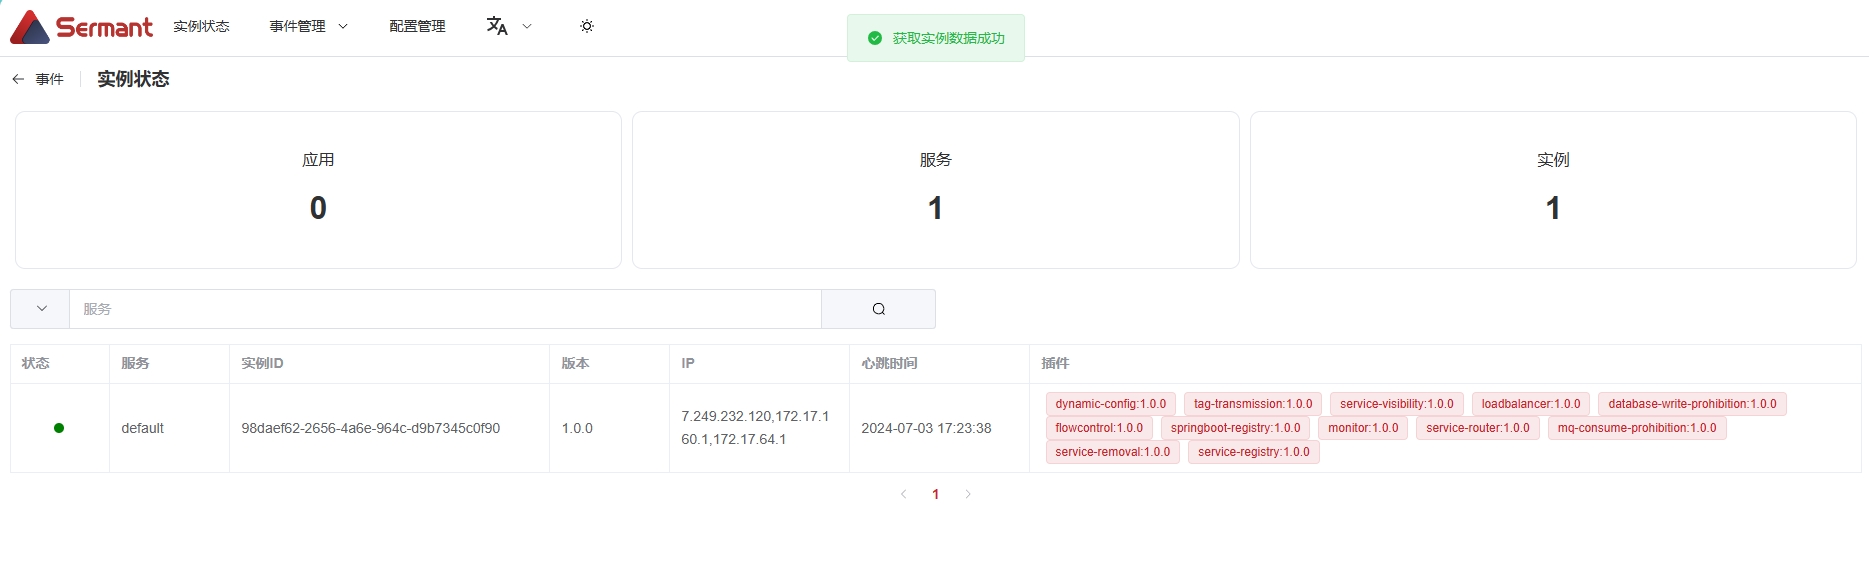 Sermant 实例状态 事件管理 配置管理 文A
获取实例数据成功
事件 实例状态
应用 服务 实例
0 1 1
服务
状态 服务 实例ID 版本 IP 心跳时间 插件
default 98daef62-2656-4a6e-964c-d9b7345c0f90 1.0.0 7.249.232.120,172.17.1 2024-07-03 17:23:38
60.1,172.17.64.1
dynamic-config:1.0.0 tag-transmission:1.0.0 service-visibility:1.0.0 loadbalancer:1.0.0 database-write-prohibition:1.0.0
flowcontrol:1.0.0 springboot-registry:1.0.0 monitor:1.0.0 service-router:1.0.0 mq-consume-prohibition:1.0.0
service-removal:1.0.0 service-registry:1.0.0
1